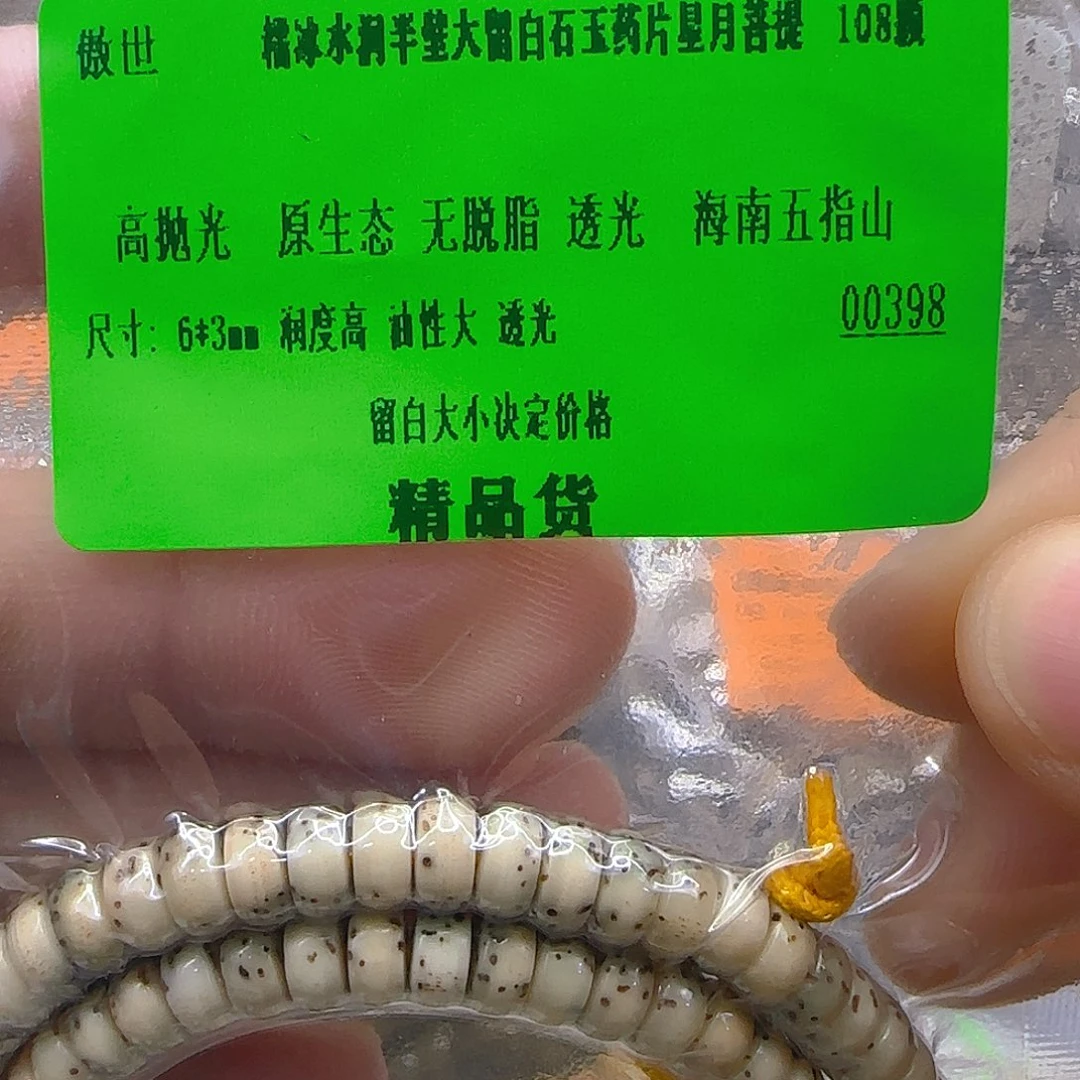 傲世 糯冰水润半莹大留白石玉药片星月菩提 108颗
高抛光 原生态 无脱脂 透光 海南五指山
00398
尺寸: 6*3mm 润度高 油性大 透光
留白大小决定价格
精品货